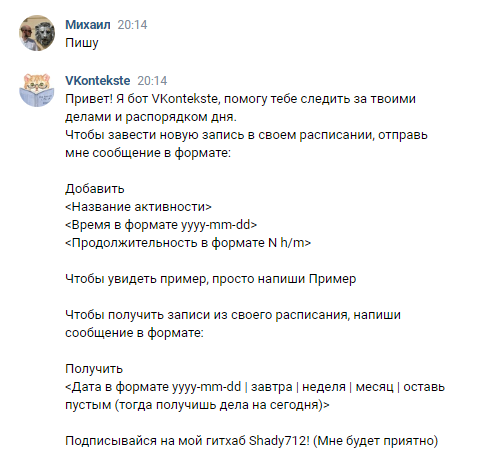 Михаил 20:14
Пишу
VKontekste 20:14
Привет! Я бот VKontekste, помогу тебе следить за твоими
делами и распорядком дня.
Чтобы завести новую запись в своем расписании, отправь
мне сообщение в формате:
Добавить
<Название активности>
<Время в формате yyyy-mm-dd>
<Продолжительность в формате N h/m>
Чтобы увидеть пример, просто напиши Пример
Чтобы получить записи из своего расписания, напиши
сообщение в формате:
Получить
<Дата в формате yyyy-mm-dd | завтра | неделя | месяц | оставь
пустым (тогда получишь дела на сегодня)>
Подписывайся на мой гитхаб Shady712! (Мне будет приятно)